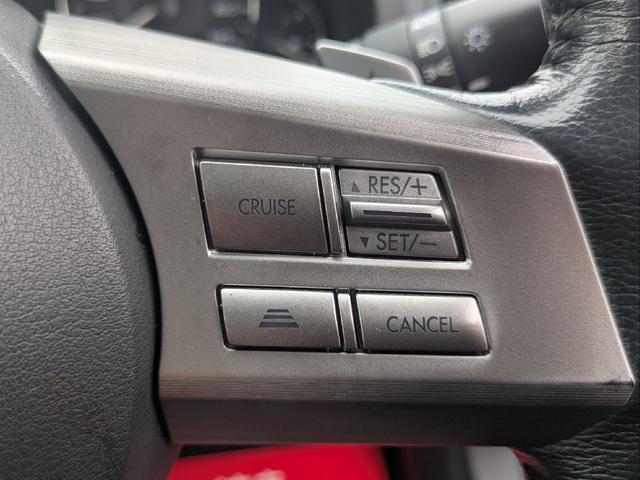 CRUISE
▲ RES/+
▼ SET/−
CANCEL